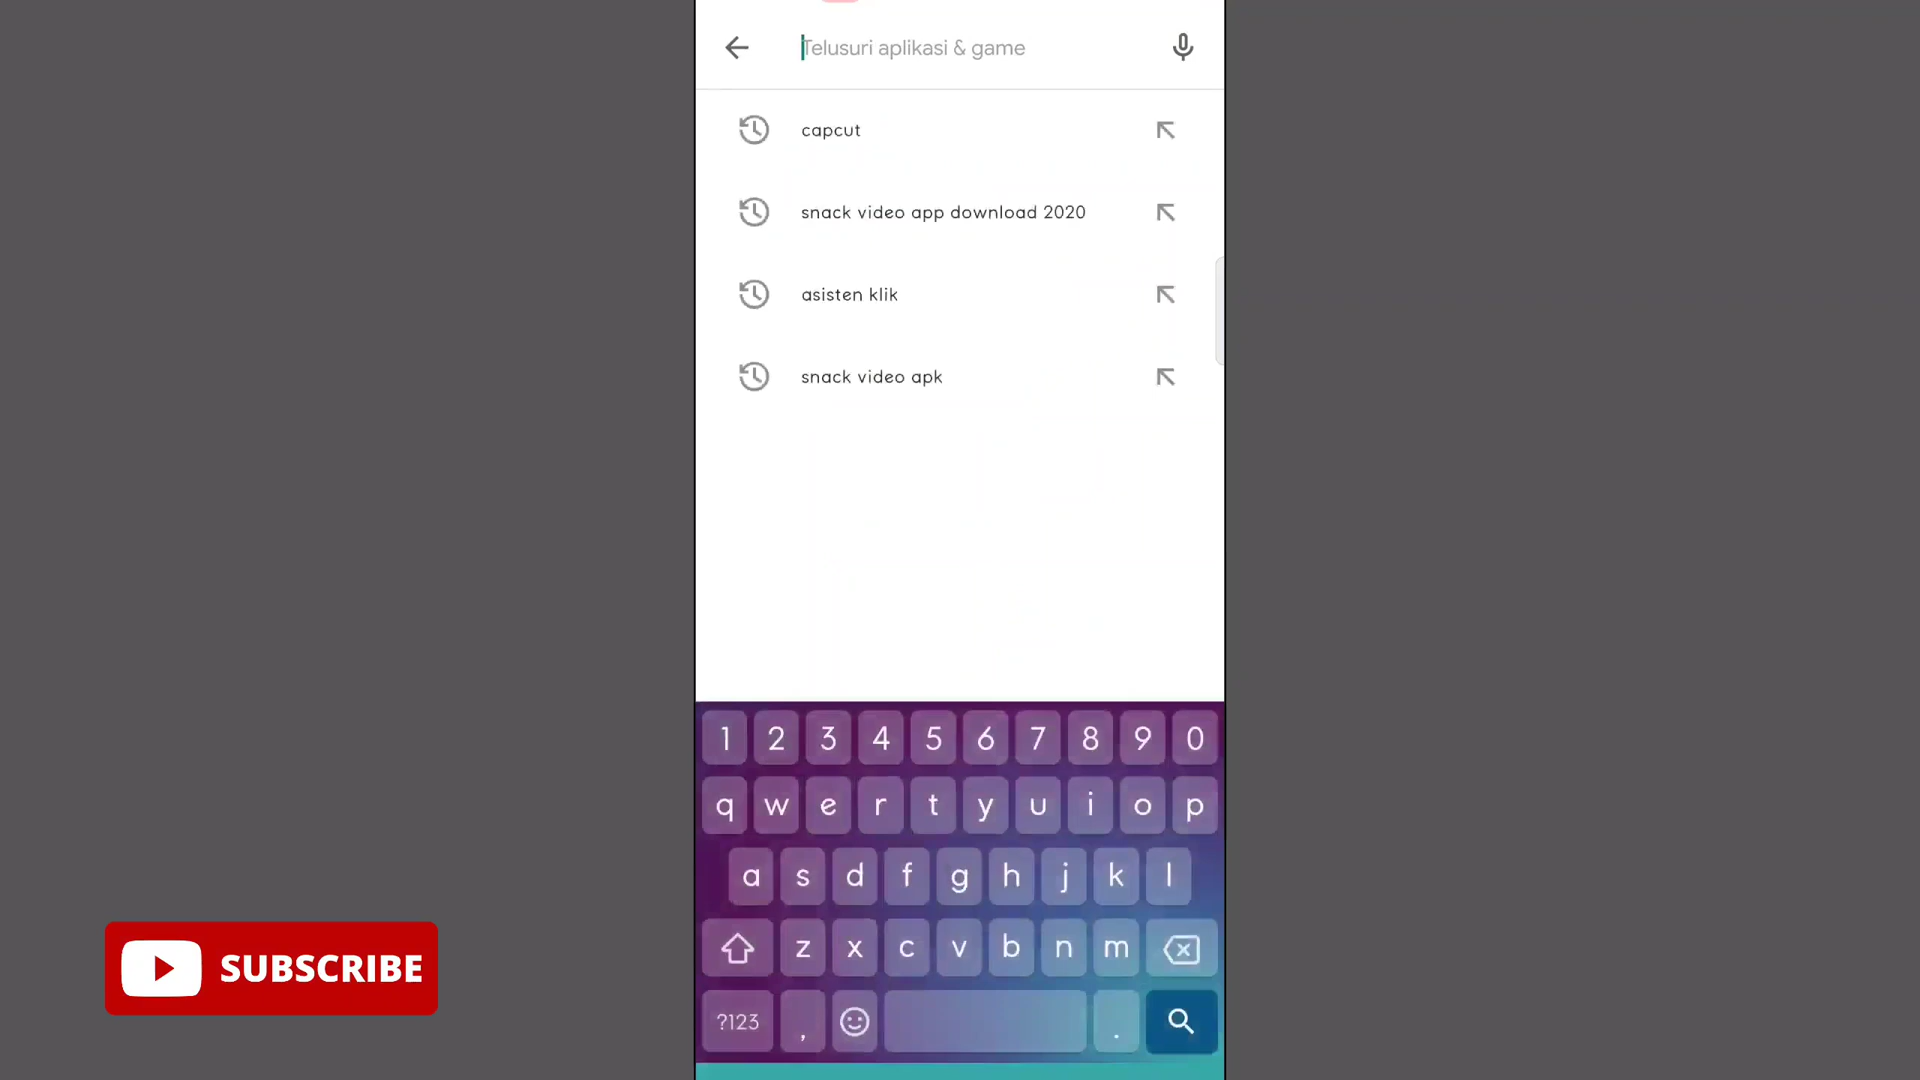 Telusuri aplikasi & game
capcut
snack video app download 2020
asisten klik
snack video apk
1 2 3 4 5 6 7 8 9 0
q w e r t y u i o p
a s d f g h j k l
z x c v b n m
?123 , .
SUBSCRIBE